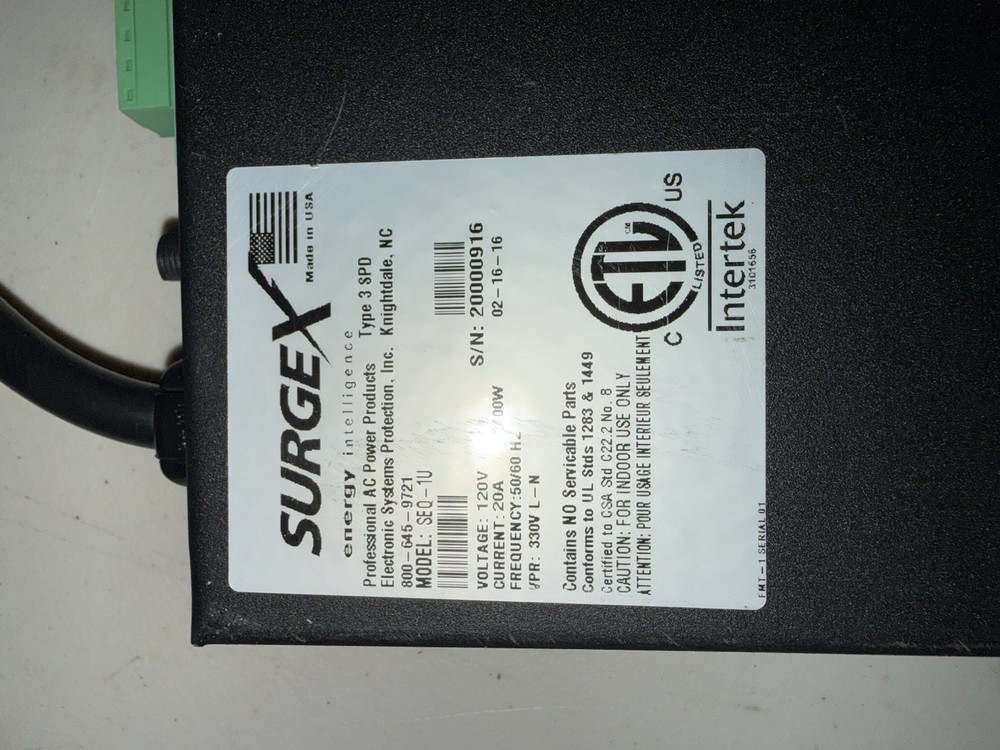 SURGEX
Made in USA
energy intelligence
Professional AC Power Products Type 3 SPD
Electronic Systems Protection, Inc. Knightdale, NC
800-645-9721
MODEL: SEQ-1U
S/N: 20000916
02-16-16
VOLTAGE: 120V
CURRENT: 20A
FREQUENCY:50/60 HZ
VPR: 330V L-N
Contains NO Servicable Parts
Conforms to UL Stds 1283 & 1449
Certified to CSA Std C22.2 No. 8
CAUTION: FOR INDOOR USE ONLY
ATTENTION: POUR USAGE INTERIEUR SEULEMENT
C ETL US
CM
LISTED
Intertek
3101656
FMT-1 SERIAL 01